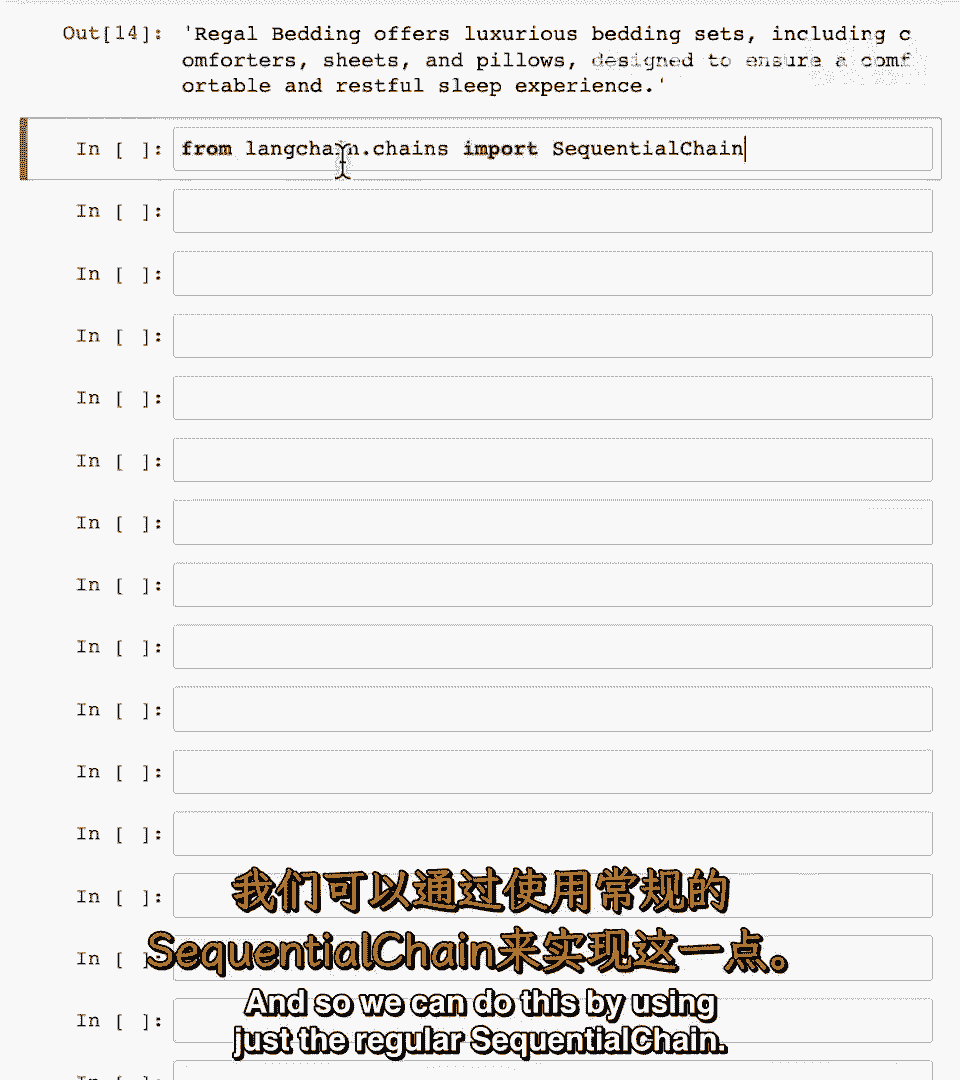 Out[14]: 'Regal Bedding offers luxurious bedding sets, including c
omforters, sheets, and pillows, designed to ensure a comf
ortable and restful sleep experience.'
In [ ]: from langchain.chains import SequentialChain
In [ ]:
In [ ]:
In [ ]:
In [ ]:
In [ ]:
In [ ]:
In [ ]:
In [ ]:
In [ ]:
In [ ]:
In [ ]:
In [ ]:
我们可以通过使用常规的
In [ ]:
SequentialChain来实现这一点。
In [ ]:
And so we can do this by using
just the regular SequentialChain.